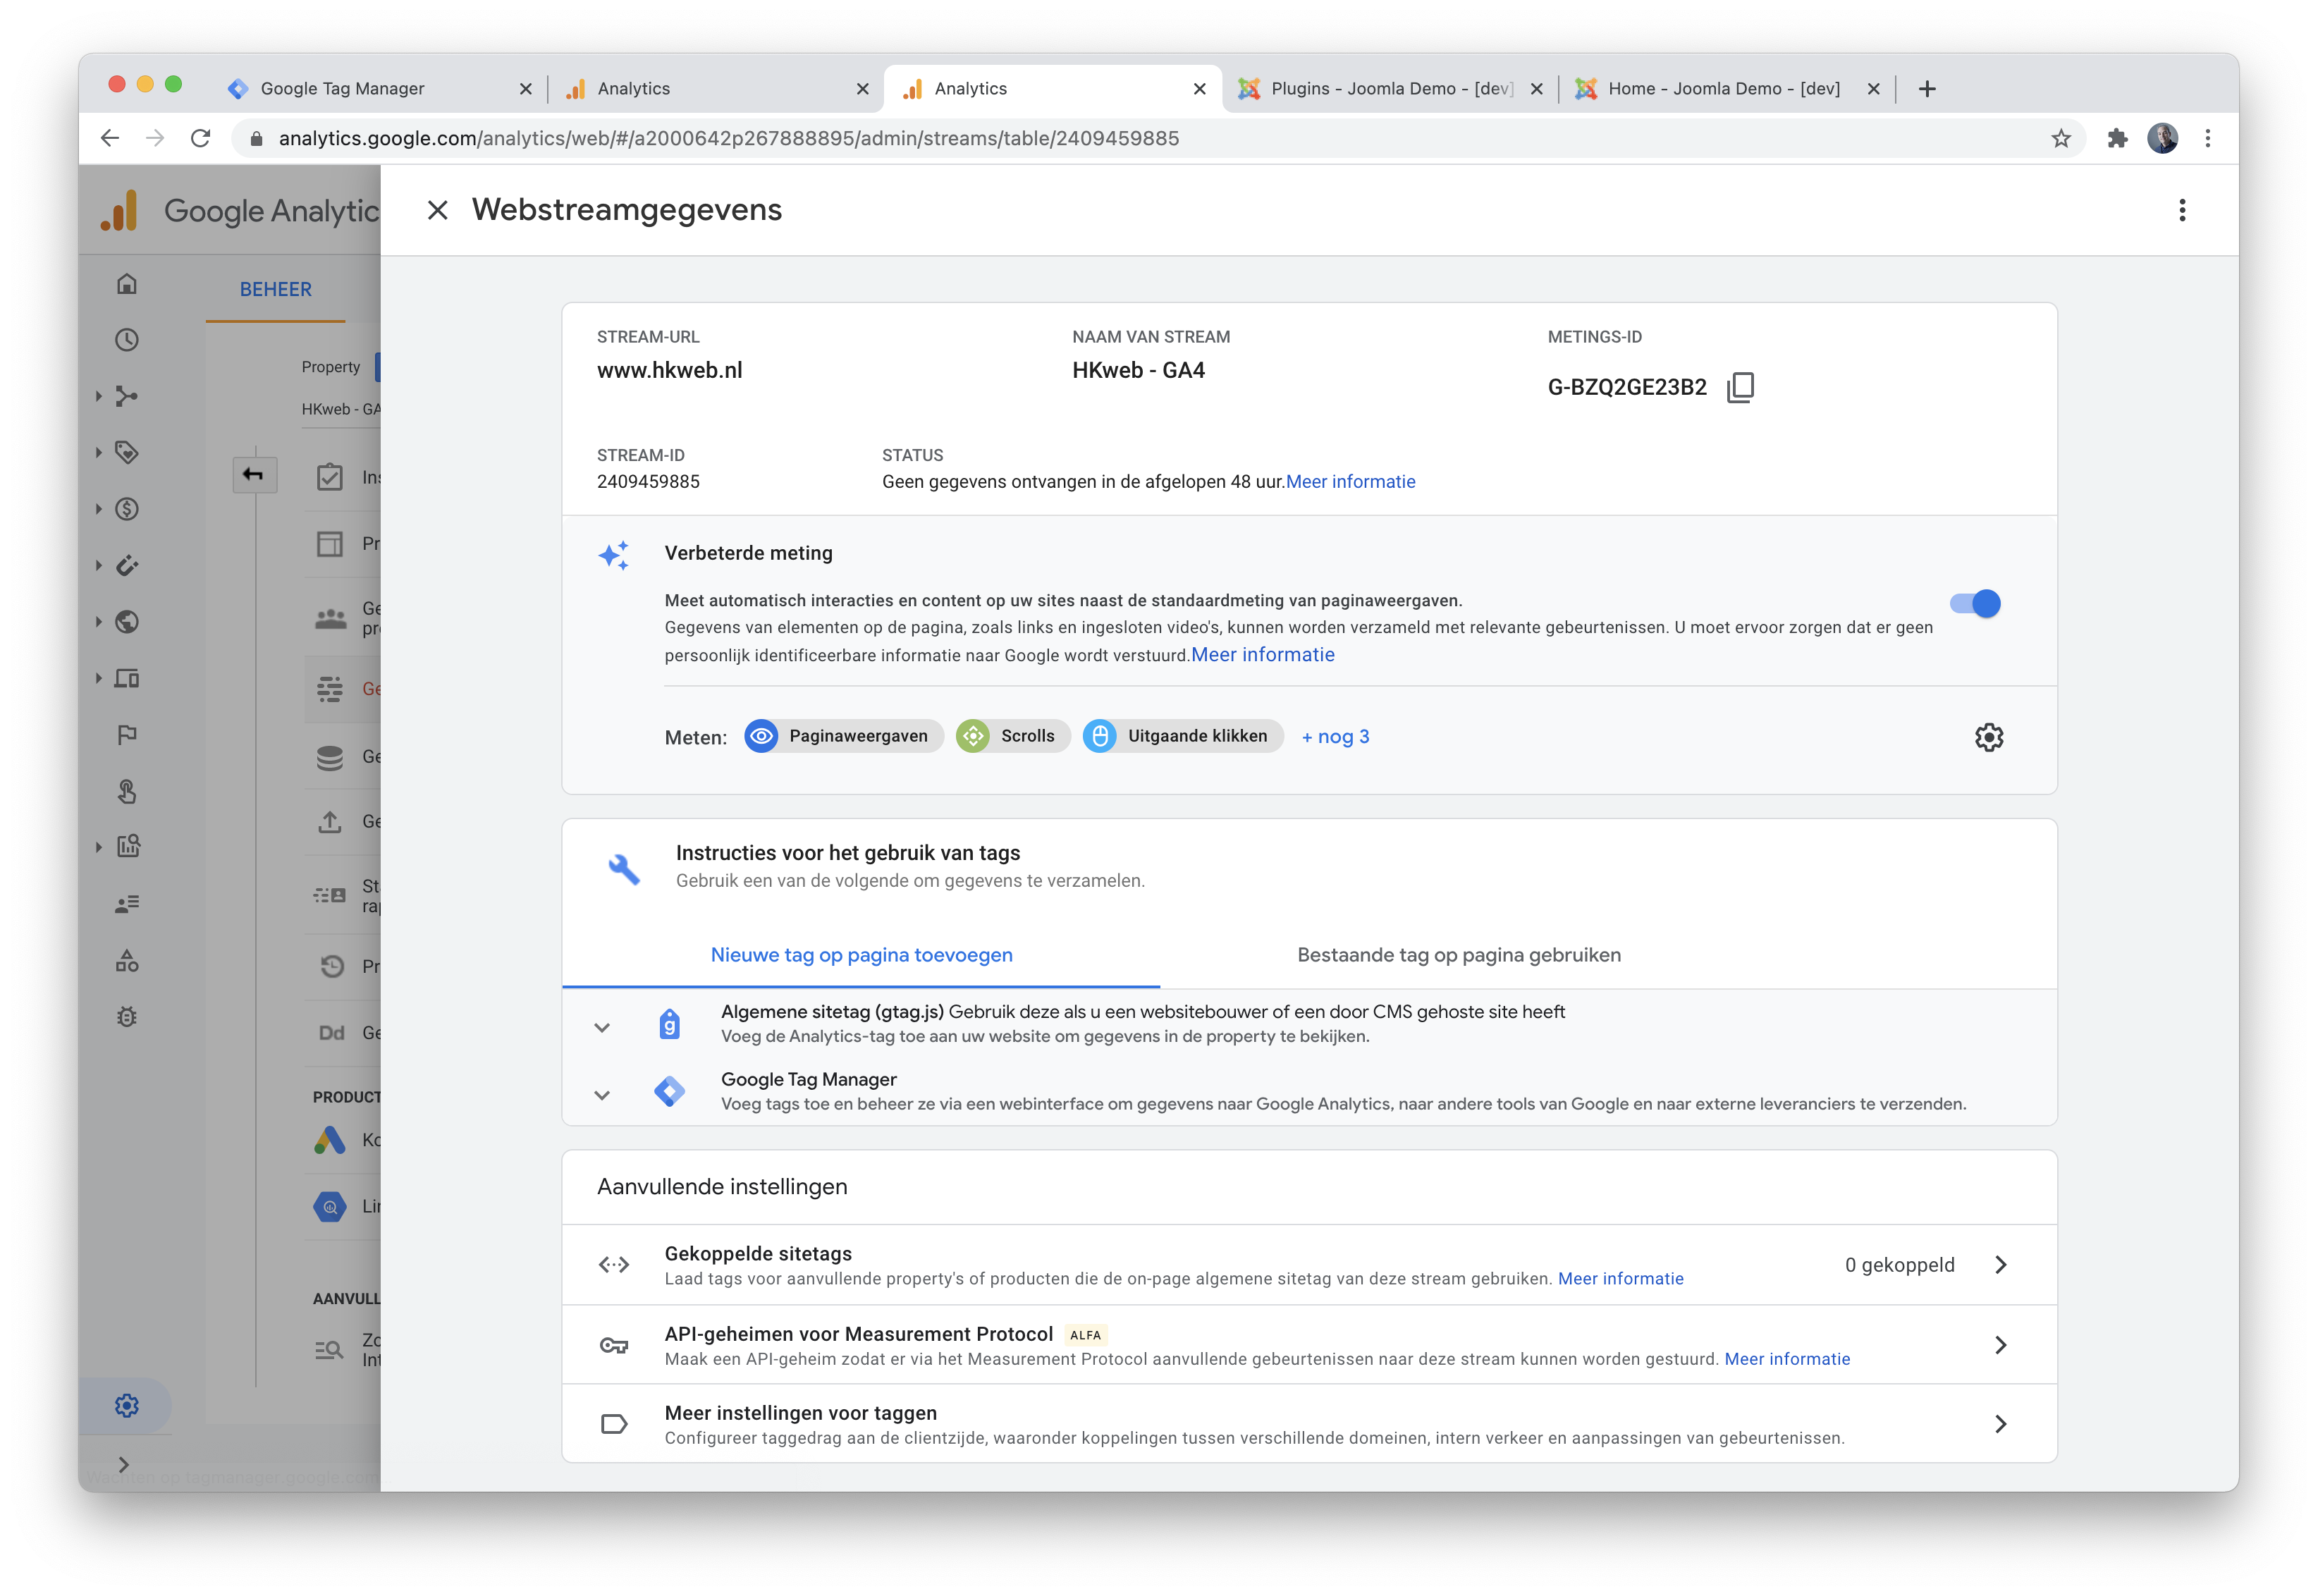 Google Tag Manager
Analytics
Analytics
Plugins - Joomla Demo - [dev]
Home - Joomla Demo - [dev]
analytics.google.com/analytics/web/#/a2000642p267888895/admin/streams/table/2409459885
Google Analytic
Webstreamgegevens
BEHEER
Property
HKweb - GA
Ins
Pr
Ge
pro
Ge
Ge
Ge
St
rap
Pr
Dd
Ge
PRODUCT
Ko
Lin
AANVULL
Zo
Int
Wachten op tagmanager.google.com
STREAM-URL
www.hkweb.nl
NAAM VAN STREAM
HKweb - GA4
METINGS-ID
G-BZQ2GE23B2
STREAM-ID
2409459885
STATUS
Geen gegevens ontvangen in de afgelopen 48 uur.Meer informatie
Verbeterde meting
Meet automatisch interacties en content op uw sites naast de standaardmeting van paginaweergaven.
Gegevens van elementen op de pagina, zoals links en ingesloten video's, kunnen worden verzameld met relevante gebeurtenissen. U moet ervoor zorgen dat er geen
persoonlijk identificeerbare informatie naar Google wordt verstuurd.Meer informatie
Meten:
Paginaweergaven
Scrolls
Uitgaande klikken
+ nog 3
Instructies voor het gebruik van tags
Gebruik een van de volgende om gegevens te verzamelen.
Nieuwe tag op pagina toevoegen
Bestaande tag op pagina gebruiken
Algemene sitetag (gtag.js) Gebruik deze als u een websitebouwer of een door CMS gehoste site heeft
Voeg de Analytics-tag toe aan uw website om gegevens in de property te bekijken.
Google Tag Manager
Voeg tags toe en beheer ze via een webinterface om gegevens naar Google Analytics, naar andere tools van Google en naar externe leveranciers te verzenden.
Aanvullende instellingen
Gekoppelde sitetags
Laad tags voor aanvullende property's of producten die de on-page algemene sitetag van deze stream gebruiken. Meer informatie
0 gekoppeld
API-geheimen voor Measurement Protocol ALFA
Maak een API-geheim zodat er via het Measurement Protocol aanvullende gebeurtenissen naar deze stream kunnen worden gestuurd. Meer informatie
Meer instellingen voor taggen
Configureer taggedrag aan de clientzijde, waaronder koppelingen tussen verschillende domeinen, intern verkeer en aanpassingen van gebeurtenissen.